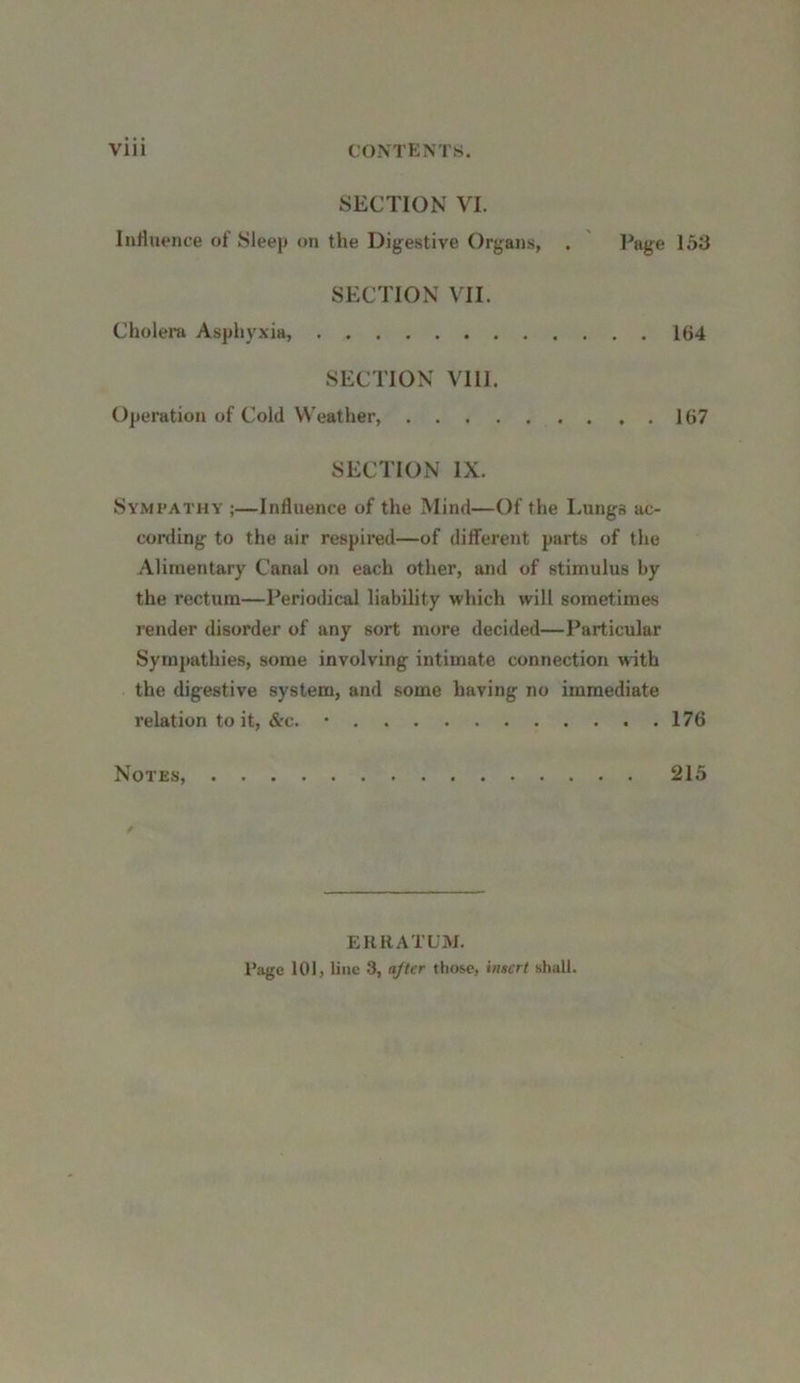 viii CONTENTS.
SECTION VI.
Influence of Sleep on the Digestive Organs, . Page 153
SECTION VII.
Cholera Asphyxia, . . . . . . . . . . . . 164
SECTION VIII.
Operation of Cold Weather, . . . . . . . . . . 167
SECTION IX.
SYMPATHY ;—Influence of the Mind—Of the Lungs ac-
cording to the air respired—of different parts of the
Alimentary Canal on each other, and of stimulus by
the rectum—Periodical liability which will sometimes
render disorder of any sort more decided—Particular
Sympathies, some involving intimate connection with
the digestive system, and some having no immediate
relation to it, &c. · . . . . . . . . . . . . 176
NOTES, . . . . . . . . . . . . . . . 215
ERRATUM.
Page 101, line 3, after those, insert shall.